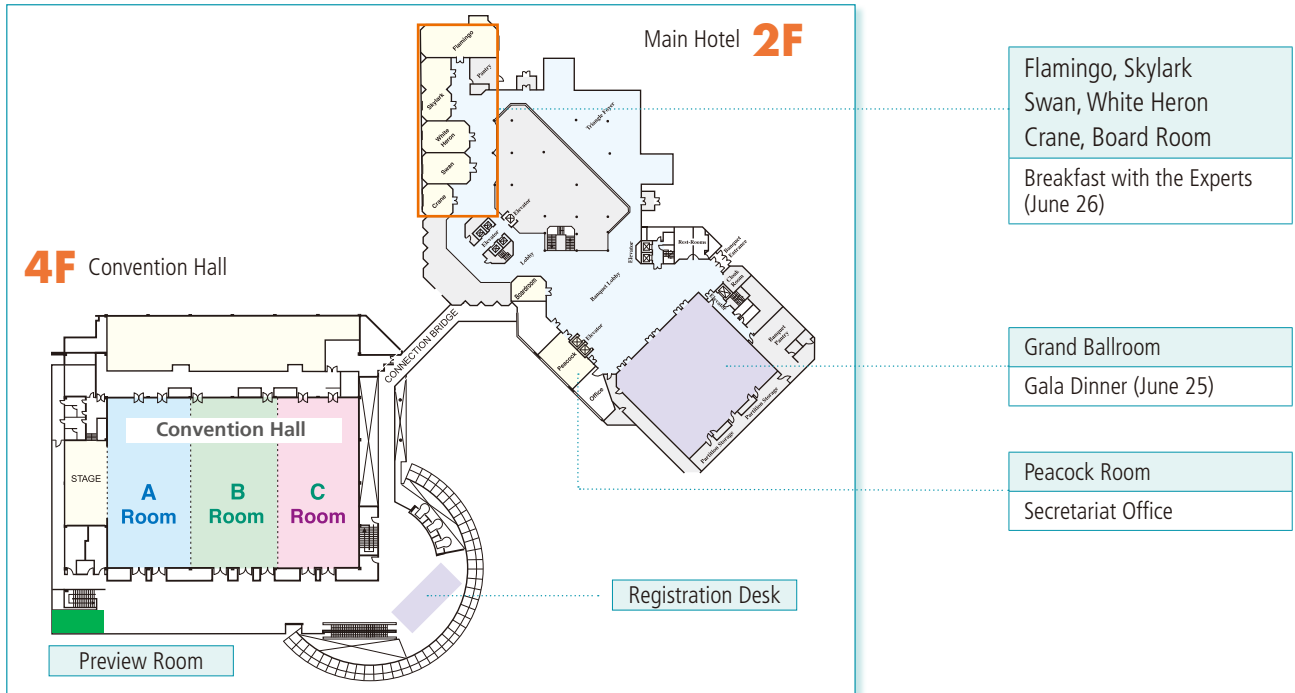 Main Hotel 2F
Flamingo
Pantry
Skylark
White
Heron
Swan
Crane
Triangle Foyer
Elevator
Elevator
Lobby
Elevator
Rest-Rooms
Banquet
Entrance
Banquet Lobby
Cloak
Room
Boardroom
Elevator
Peacock
Office
Banquet
Pantry
Partition Storage
Partition Storage
Flamingo, Skylark
Swan, White Heron
Crane, Board Room
Breakfast with the Experts
(June 26)
Grand Ballroom
Gala Dinner (June 25)
Peacock Room
Secretariat Office
4F Convention Hall
CONNECTION BRIDGE
Convention Hall
STAGE
A
Room
B
Room
C
Room
Registration Desk
Preview Room